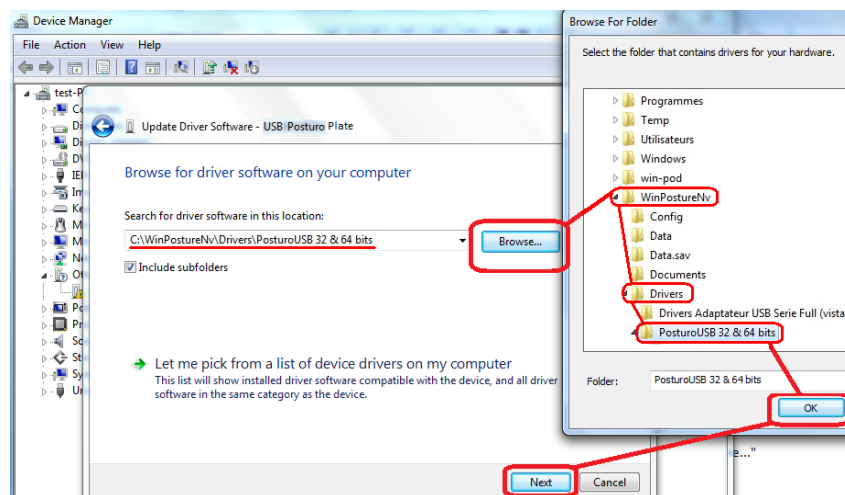 Device Manager
File Action View Help
test-P
Update Driver Software - USB Posturo Plate
Browse for driver software on your computer
Search for driver software in this location:
C:\WinPostureNv\Drivers\PosturoUSB 32 & 64 bits
Browse...
Include subfolders
Let me pick from a list of device drivers on my computer
This list will show installed driver software compatible with the device, and all driver
software in the same category as the device.
Next Cancel
Browse For Folder
Select the folder that contains drivers for your hardware.
Programmes
Temp
Utilisateurs
Windows
win-pod
WinPostureNv
Config
Data
Data.sav
Documents
Drivers
Drivers Adaptateur USB Serie Full (vista
PosturoUSB 32 & 64 bits
Folder: PosturoUSB 32 & 64 bits
OK
e..."